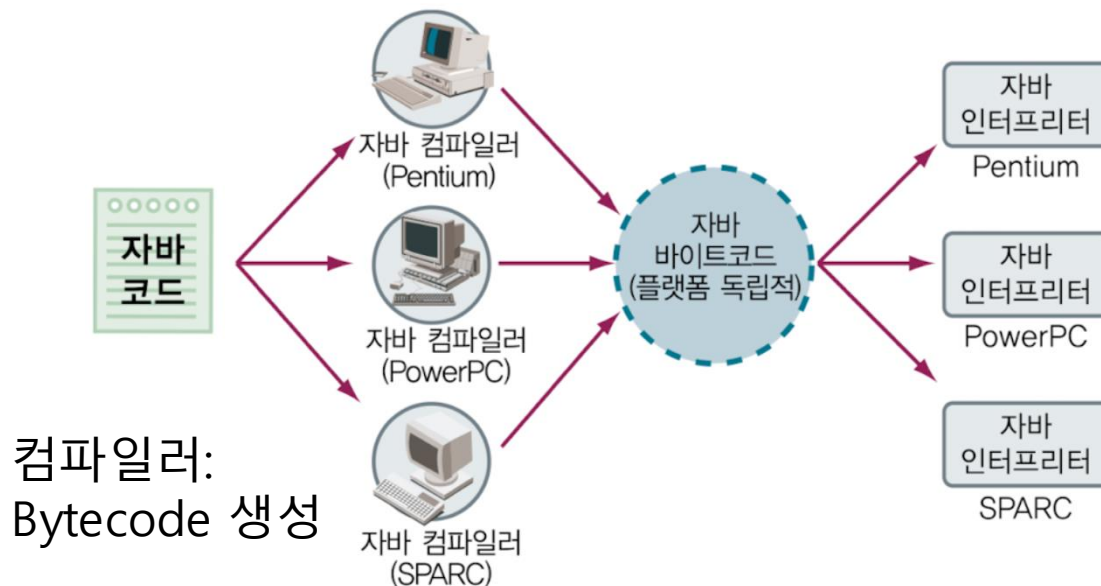 자바
코드
자바 컴파일러
(Pentium)
자바 컴파일러
(PowerPC)
자바 컴파일러
(SPARC)
컴파일러:
Bytecode 생성
자바
바이트코드
(플랫폼 독립적)
자바
인터프리터
Pentium
자바
인터프리터
PowerPC
자바
인터프리터
SPARC